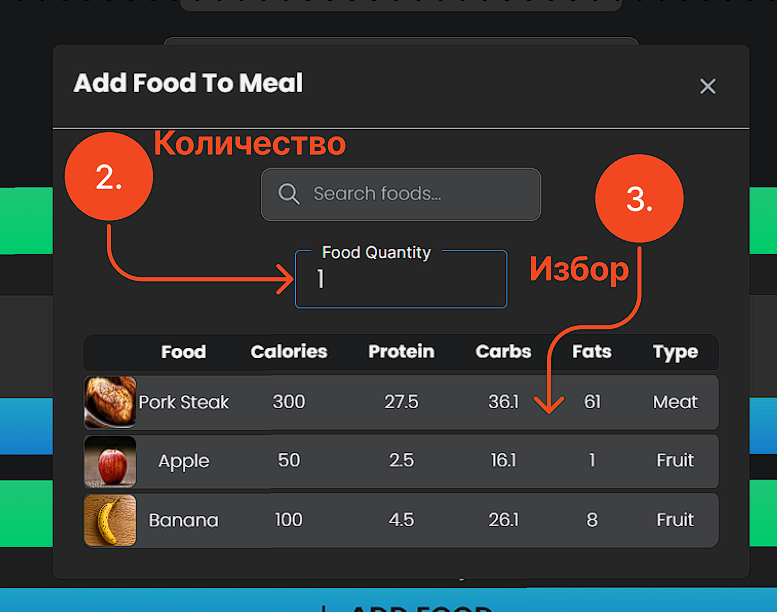 Add Food To Meal
2.
Количество
Search foods...
3.
Food Quantity
1
Избор
Food Calories Protein Carbs Fats Type
Pork Steak 300 27.5 36.1 61 Meat
Apple 50 2.5 16.1 1 Fruit
Banana 100 4.5 26.1 8 Fruit
ADD FOOD